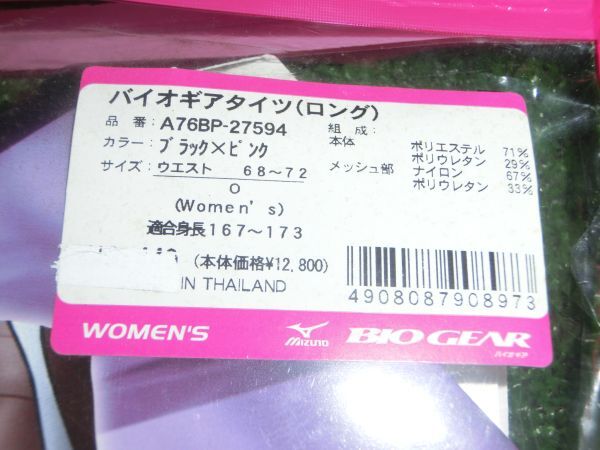 バイオギアタイツ(ロング)
品 番: A76BP-27594
カラー: ブラック×ピンク
サイズ: ウエスト 68~72
O
(Women's)
適合身長167~173
組 成:
本体 ポリエステル 71%
ポリウレタン 29%
メッシュ部 ナイロン 67%
ポリウレタン 33%
(本体価格¥12,800)
IN THAILAND
4908087908973
WOMEN'S MIZUNO BIO GEAR
バイオギア